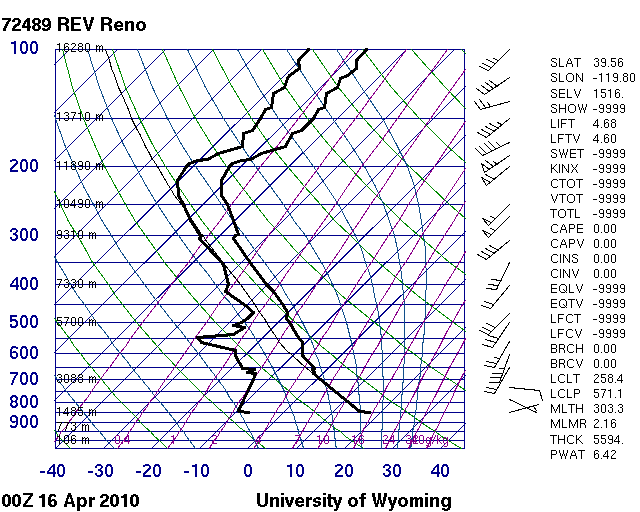 72489 REV Reno
100
16280 m
13710 m
200
11890 m
10490 m
300
9310 m
400
7330 m
500
5700 m
600
700
3086 m
800
1485 m
900
773 m
106 m
0.4 1 2 4 7 10 16 24 32 40g/kg
-40 -30 -20 -10 0 10 20 30 40
00Z 16 Apr 2010 University of Wyoming
SLAT 39.56
SLON -119.80
SELV 1516.
SHOW -9999
LIFT 4.68
LFTV 4.60
SWET -9999
KINX -9999
CTOT -9999
VTOT -9999
TOTL -9999
CAPE 0.00
CAPV 0.00
CINS 0.00
CINV 0.00
EQLV -9999
EQTV -9999
LFCT -9999
LFCV -9999
BRCH 0.00
BRCV 0.00
LCLT 258.4
LCLP 571.1
MLTH 303.3
MLMR 2.16
THCK 5594.
PWAT 6.42